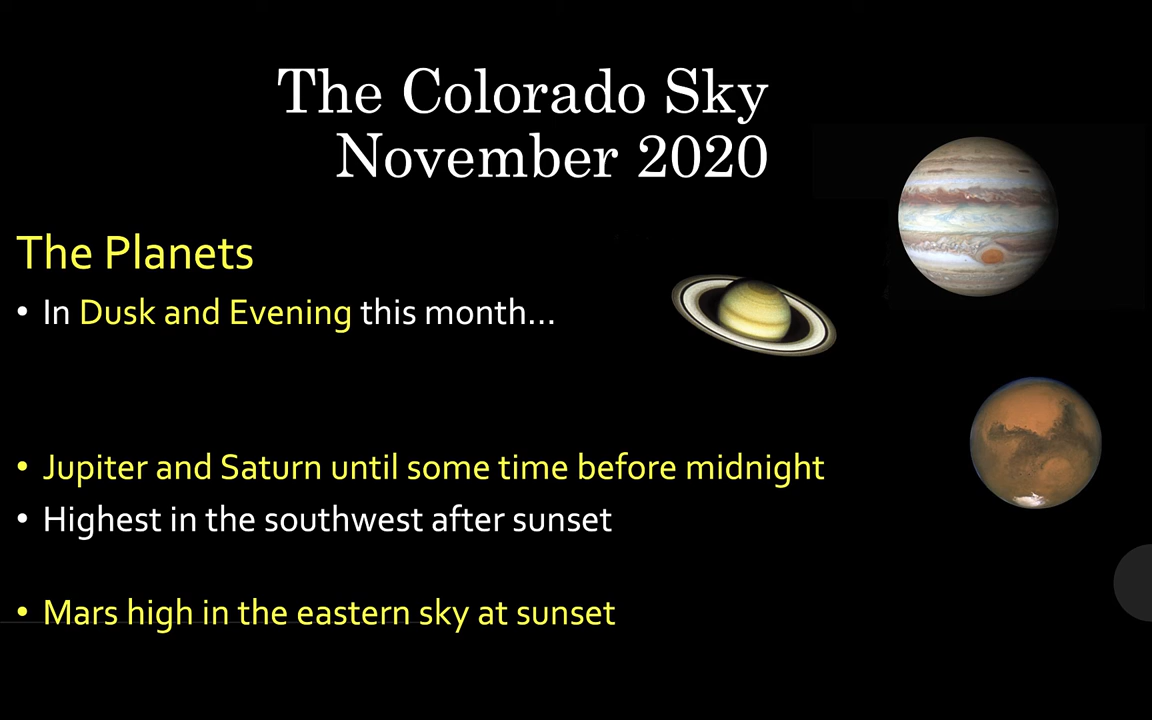 The Colorado Sky
November 2020
The Planets
• In Dusk and Evening this month...
• Jupiter and Saturn until some time before midnight
• Highest in the southwest after sunset
• Mars high in the eastern sky at sunset